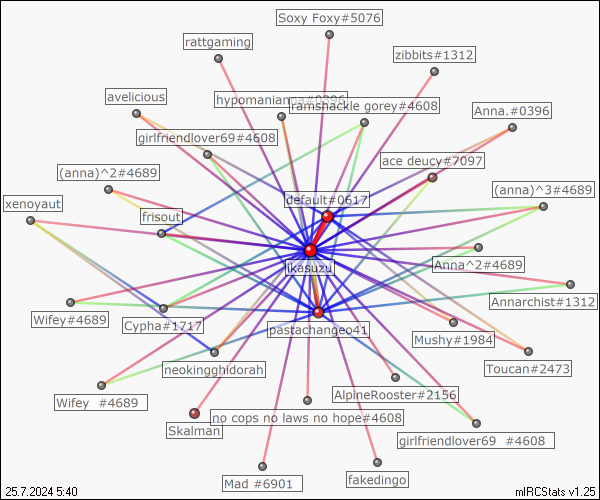 Soxy Foxy#5076
rattgaming
zibbits#1312
avelicious
hypomanianna#0396
ramshackle gorey#4608
Anna.#0396
girlfriendlover69#4608
ace deucy#7097
(anna)^2#4689
(anna)^3#4689
default#0617
xenoyaut
frisout
Anna^2#4689
ikasuzu
Annarchist#1312
Wifey#4689
Cypha#1717
pastachangeo41
Mushy#1984
neokingghidorah
Toucan#2473
AlpineRooster#2156
Wifey #4689
no cops no laws no hope#4608
Skalman
girlfriendlover69 #4608
Mad #6901
fakedingo
25.7.2024 5:40
mIRCStats v1.25